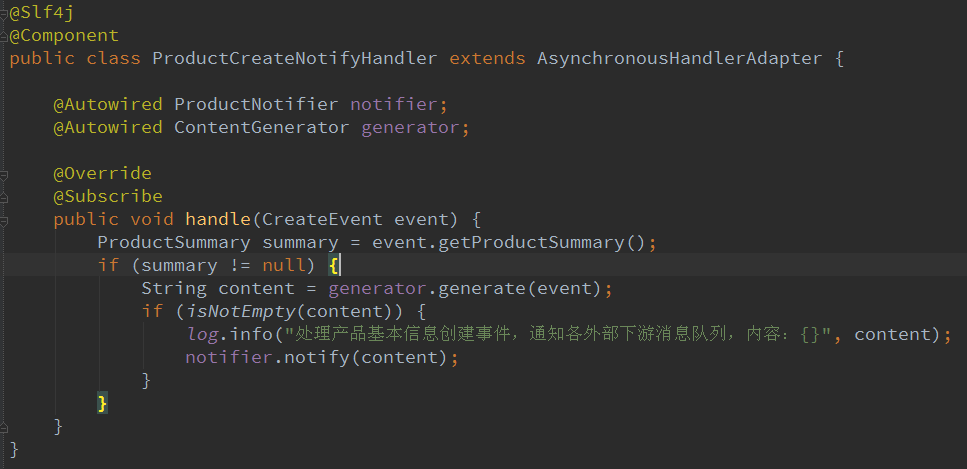 @Slf4j
@Component
public class ProductCreateNotifyHandler extends AsynchronousHandlerAdapter {
@Autowired ProductNotifier notifier;
@Autowired ContentGenerator generator;
@Override
@Subscribe
public void handle(CreateEvent event) {
ProductSummary summary = event.getProductSummary();
if (summary != null) {
String content = generator.generate(event);
if (isNotEmpty(content)) {
log.info("处理产品基本信息创建事件，通知各外部下游消息队列，内容：{}", content);
notifier.notify(content);
}
}
}
}